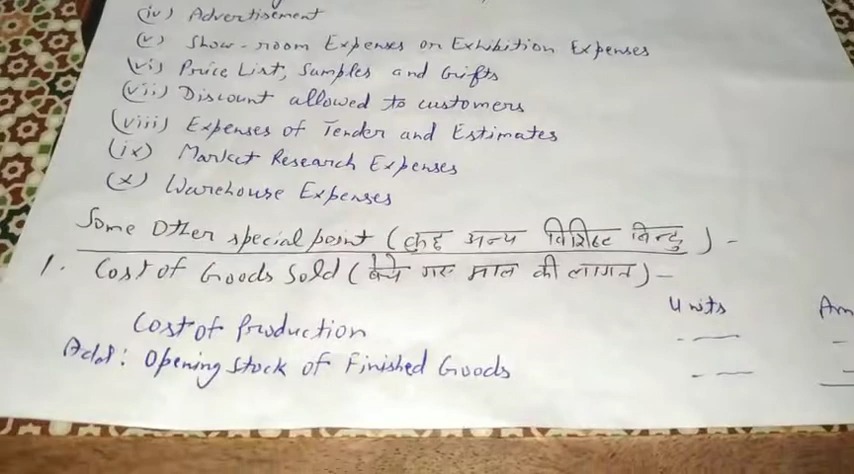 (iv) Advertisement
(v) Show-room Expenses or Exhibition Expenses
(vi) Price List, Samples and Gifts
(vii) Discount allowed to customers
(viii) Expenses of Tender and Estimates
(ix) Market Research Expenses
(x) Warehouse Expenses
Some Other special point (कुछ अन्य विशिष्ट बिन्दु) -
1. Cost of Goods Sold (बेचे गए माल की लागत) -
Units Am
Cost of Production
Add: Opening Stock of Finished Goods